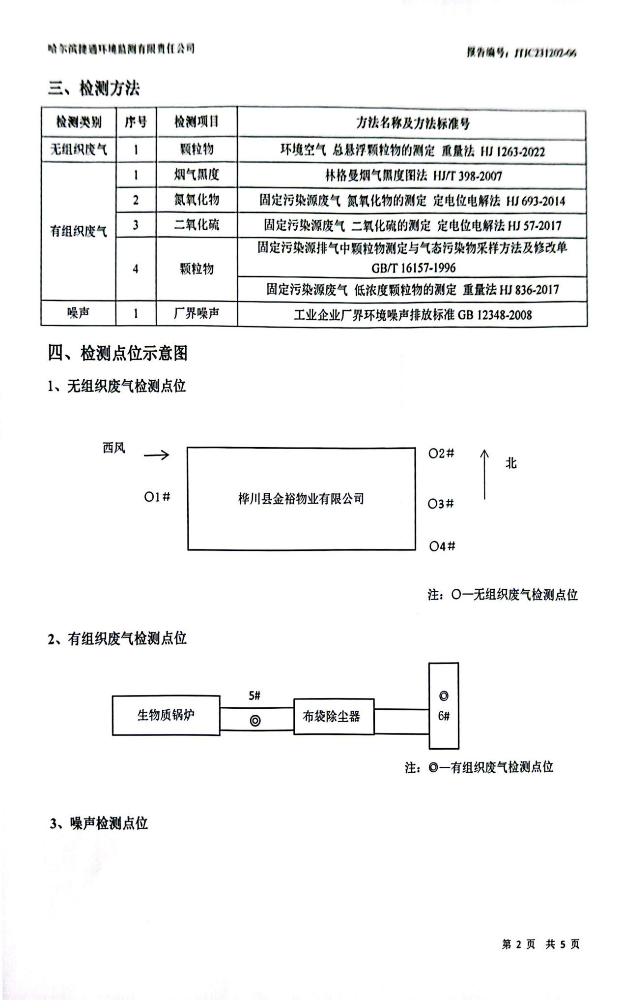 哈尔滨捷通环境监测有限责任公司
报告编号：JTJC231202-06
三、检测方法
检测类别 序号 检测项目 方法名称及方法标准号
无组织废气 1 颗粒物 环境空气 总悬浮颗粒物的测定 重量法 HJ 1263-2022
1 烟气黑度 林格曼烟气黑度图法 HJ/T 398-2007
2 氮氧化物 固定污染源废气 氮氧化物的测定 定电位电解法 HJ 693-2014
有组织废气 3 二氧化硫 固定污染源废气 二氧化硫的测定 定电位电解法 HJ 57-2017
4 颗粒物 固定污染源排气中颗粒物测定与气态污染物采样方法及修改单
GB/T 16157-1996
固定污染源废气 低浓度颗粒物的测定 重量法 HJ 836-2017
噪声 1 厂界噪声 工业企业厂界环境噪声排放标准 GB 12348-2008
四、检测点位示意图
1、无组织废气检测点位
西风 → ○2# 北
○1# 桦川县金裕物业有限公司 ○3#
○4#
注：○—无组织废气检测点位
2、有组织废气检测点位
5# ◎
生物质锅炉 ◎ 布袋除尘器 6#
注：◎—有组织废气检测点位
3、噪声检测点位
第 2 页 共 5 页